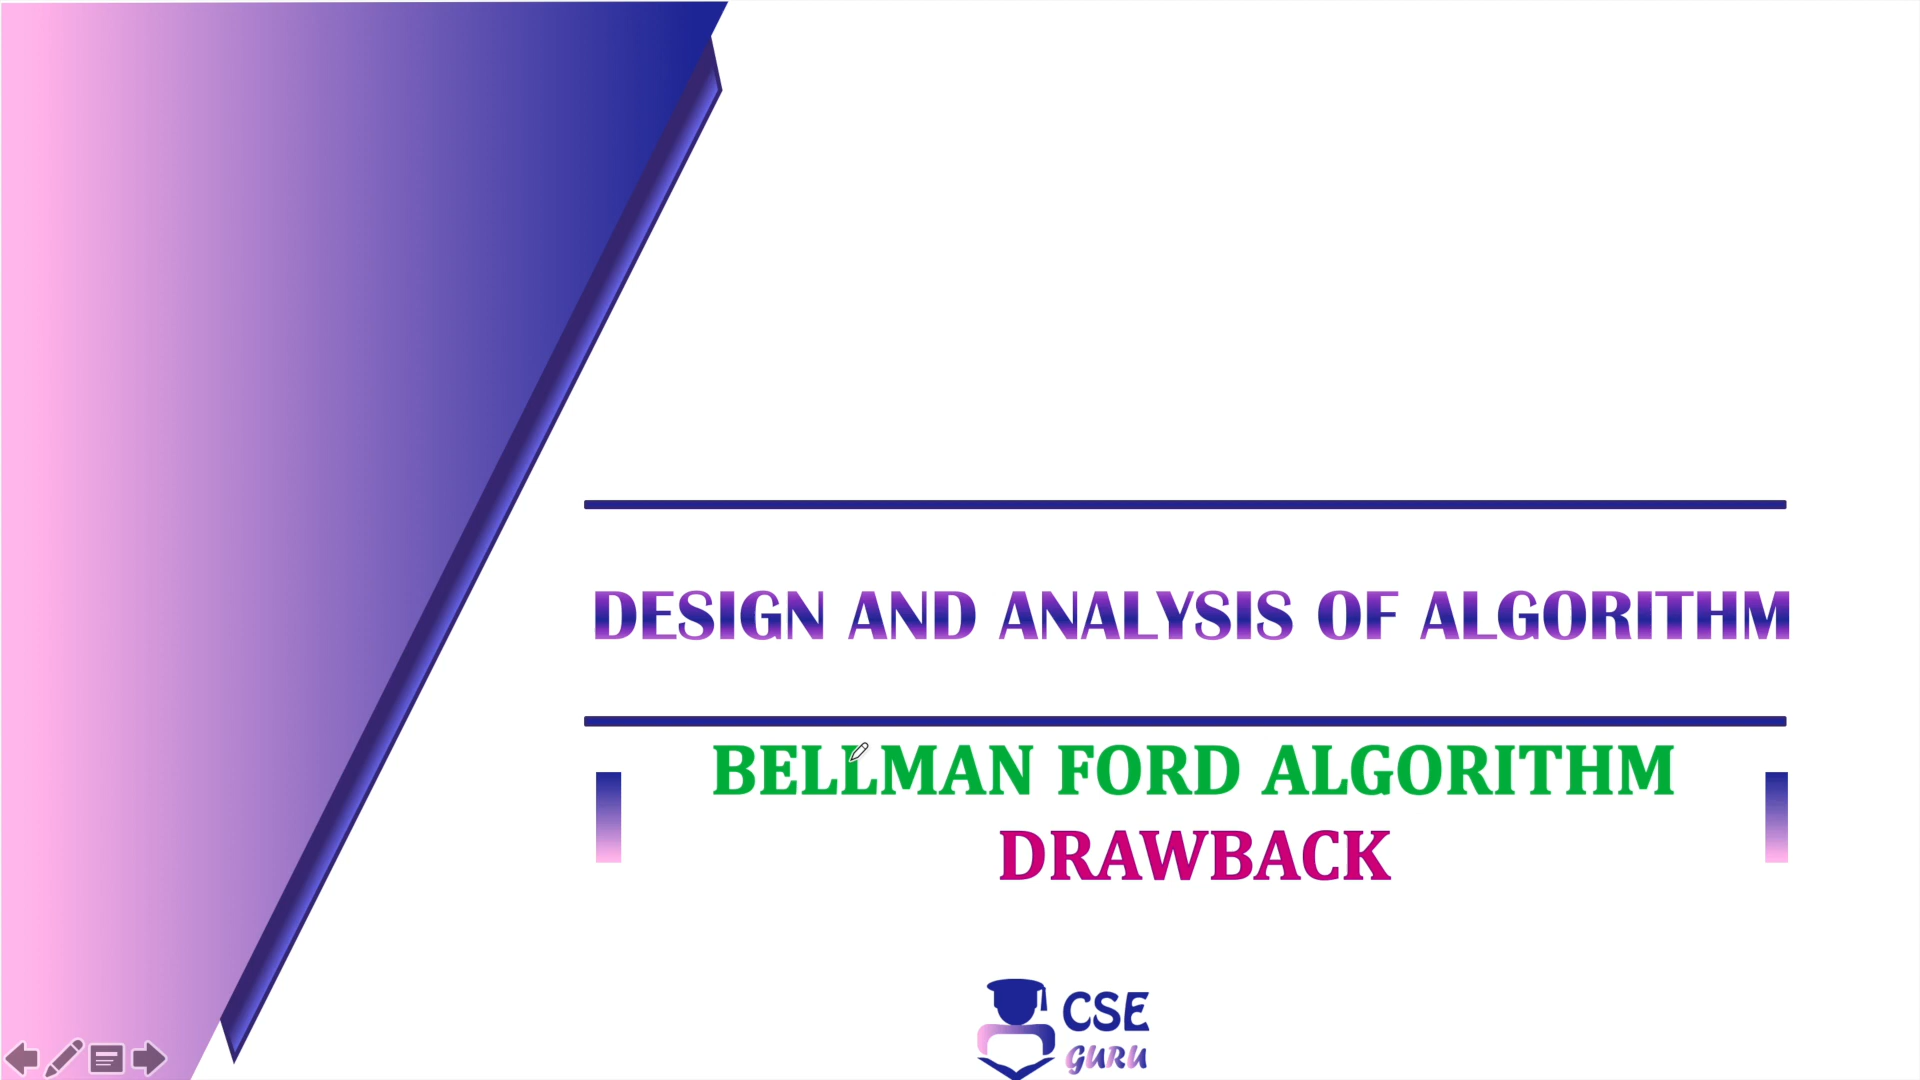 DESIGN AND ANALYSIS OF ALGORITHM
BELLMAN FORD ALGORITHM
DRAWBACK
CSE
GURU